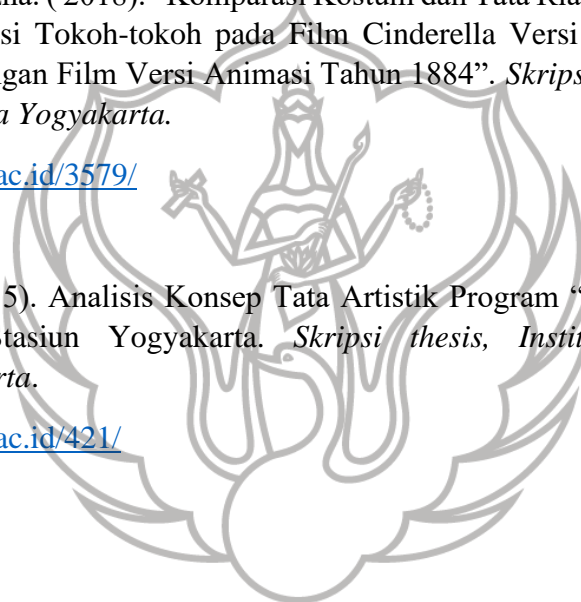 (2018). "Komparasi Kostum dan Tata Ria
si Tokoh-tokoh pada Film Cinderella Versi
gan Film Versi Animasi Tahun 1884". Skrips
a Yogyakarta.
ac.id/3579/
5). Analisis Konsep Tata Artistik Program “
Stasiun Yogyakarta. Skripsi thesis, Instit
rta.
ac.id/421/